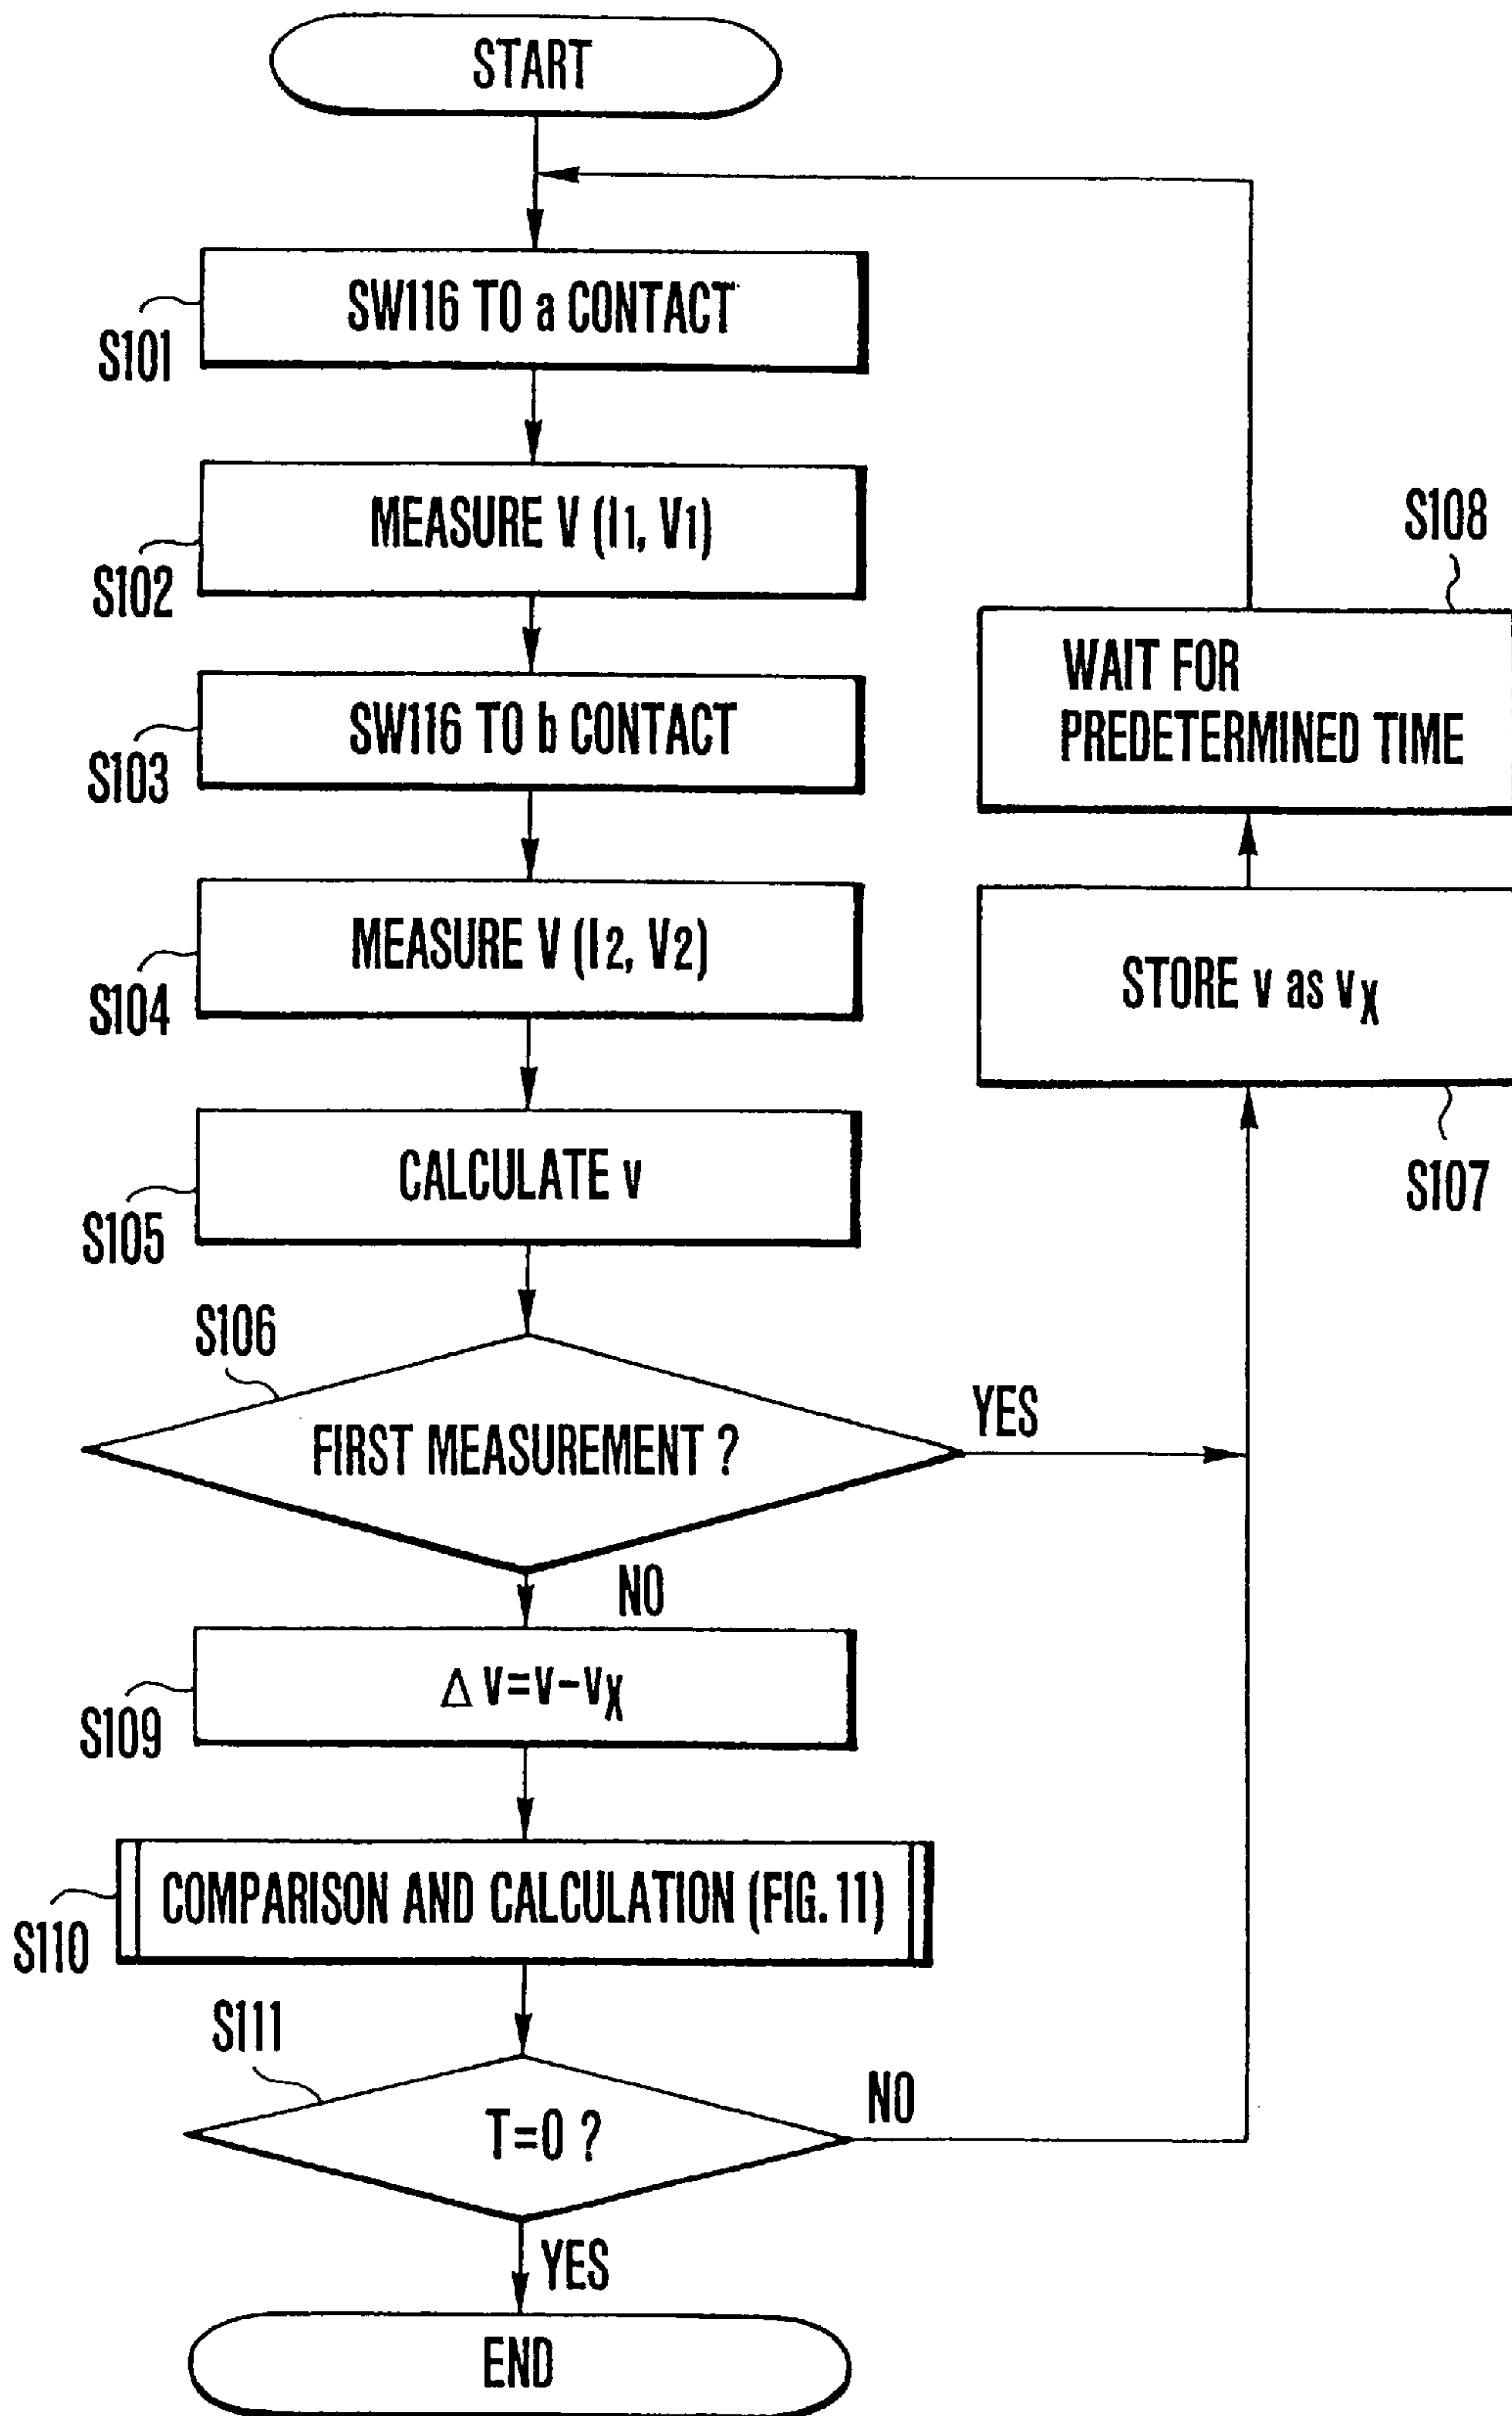 START
SW116 TO a CONTACT
S101
MEASURE V (I1, V1)
S102
SW116 TO b CONTACT
S103
MEASURE V (I2, V2)
S104
CALCULATE v
S105
S106
FIRST MEASUREMENT ?
YES
NO
S108
WAIT FOR
PREDETERMINED TIME
STORE v as vX
S107
Δ v=v-vX
S109
COMPARISON AND CALCULATION (FIG. 11)
S110
S111
T=0 ?
NO
YES
END